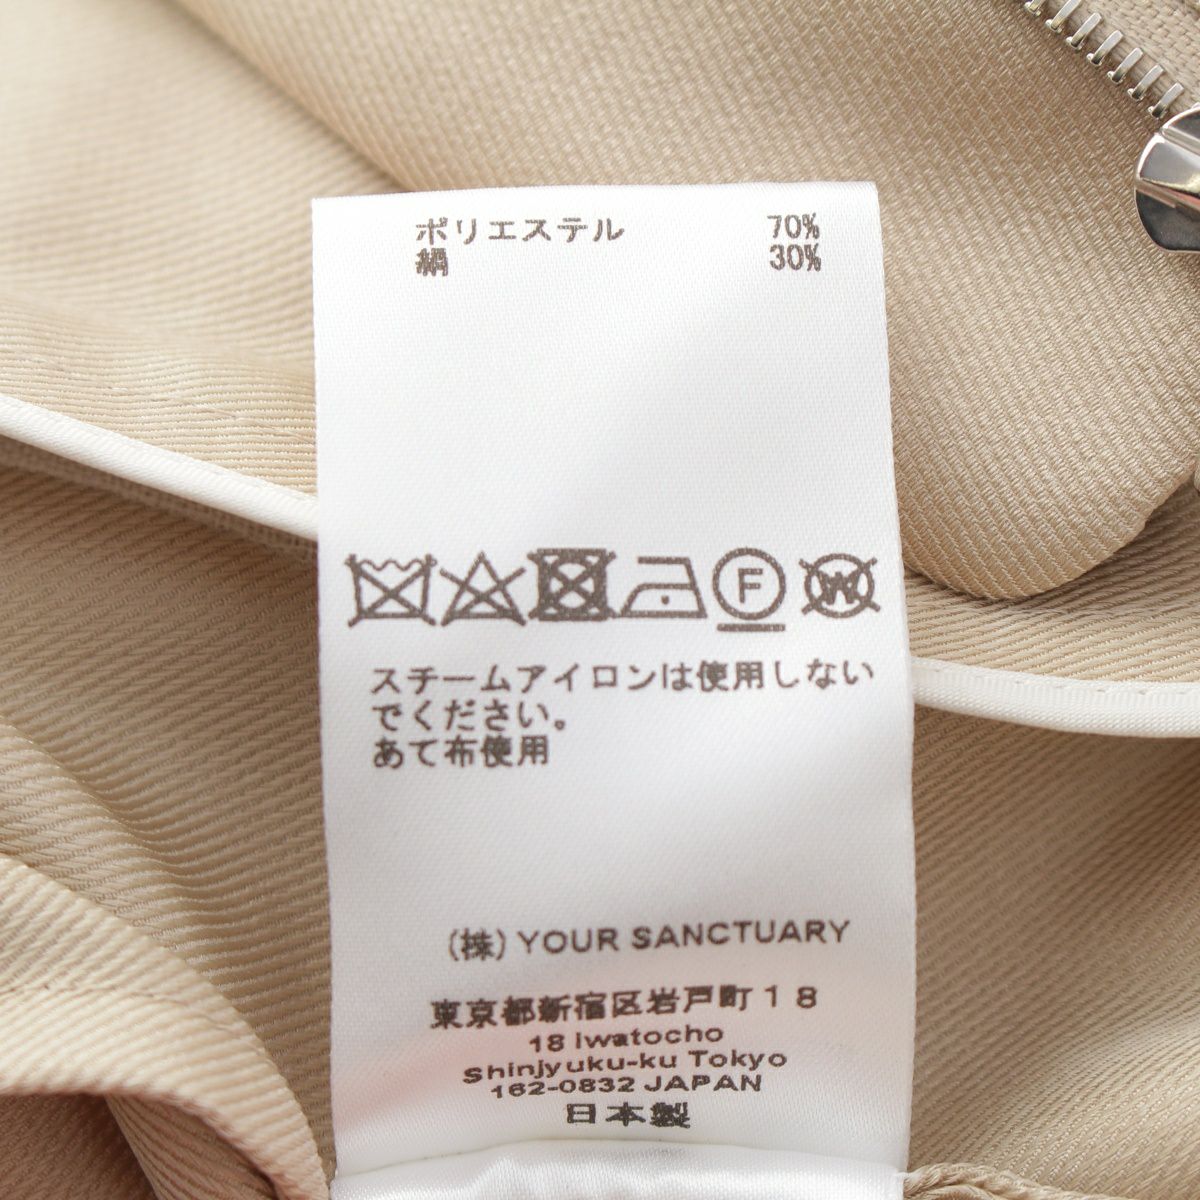 ポリエステル 70%
絹 30%
F W
スチームアイロンは使用しない
でください。
あて布使用
(株) YOUR SANCTUARY
東京都新宿区岩戸町18
18 Iwatocho
Shinjyuku-ku Tokyo
162-0832 JAPAN
日本製